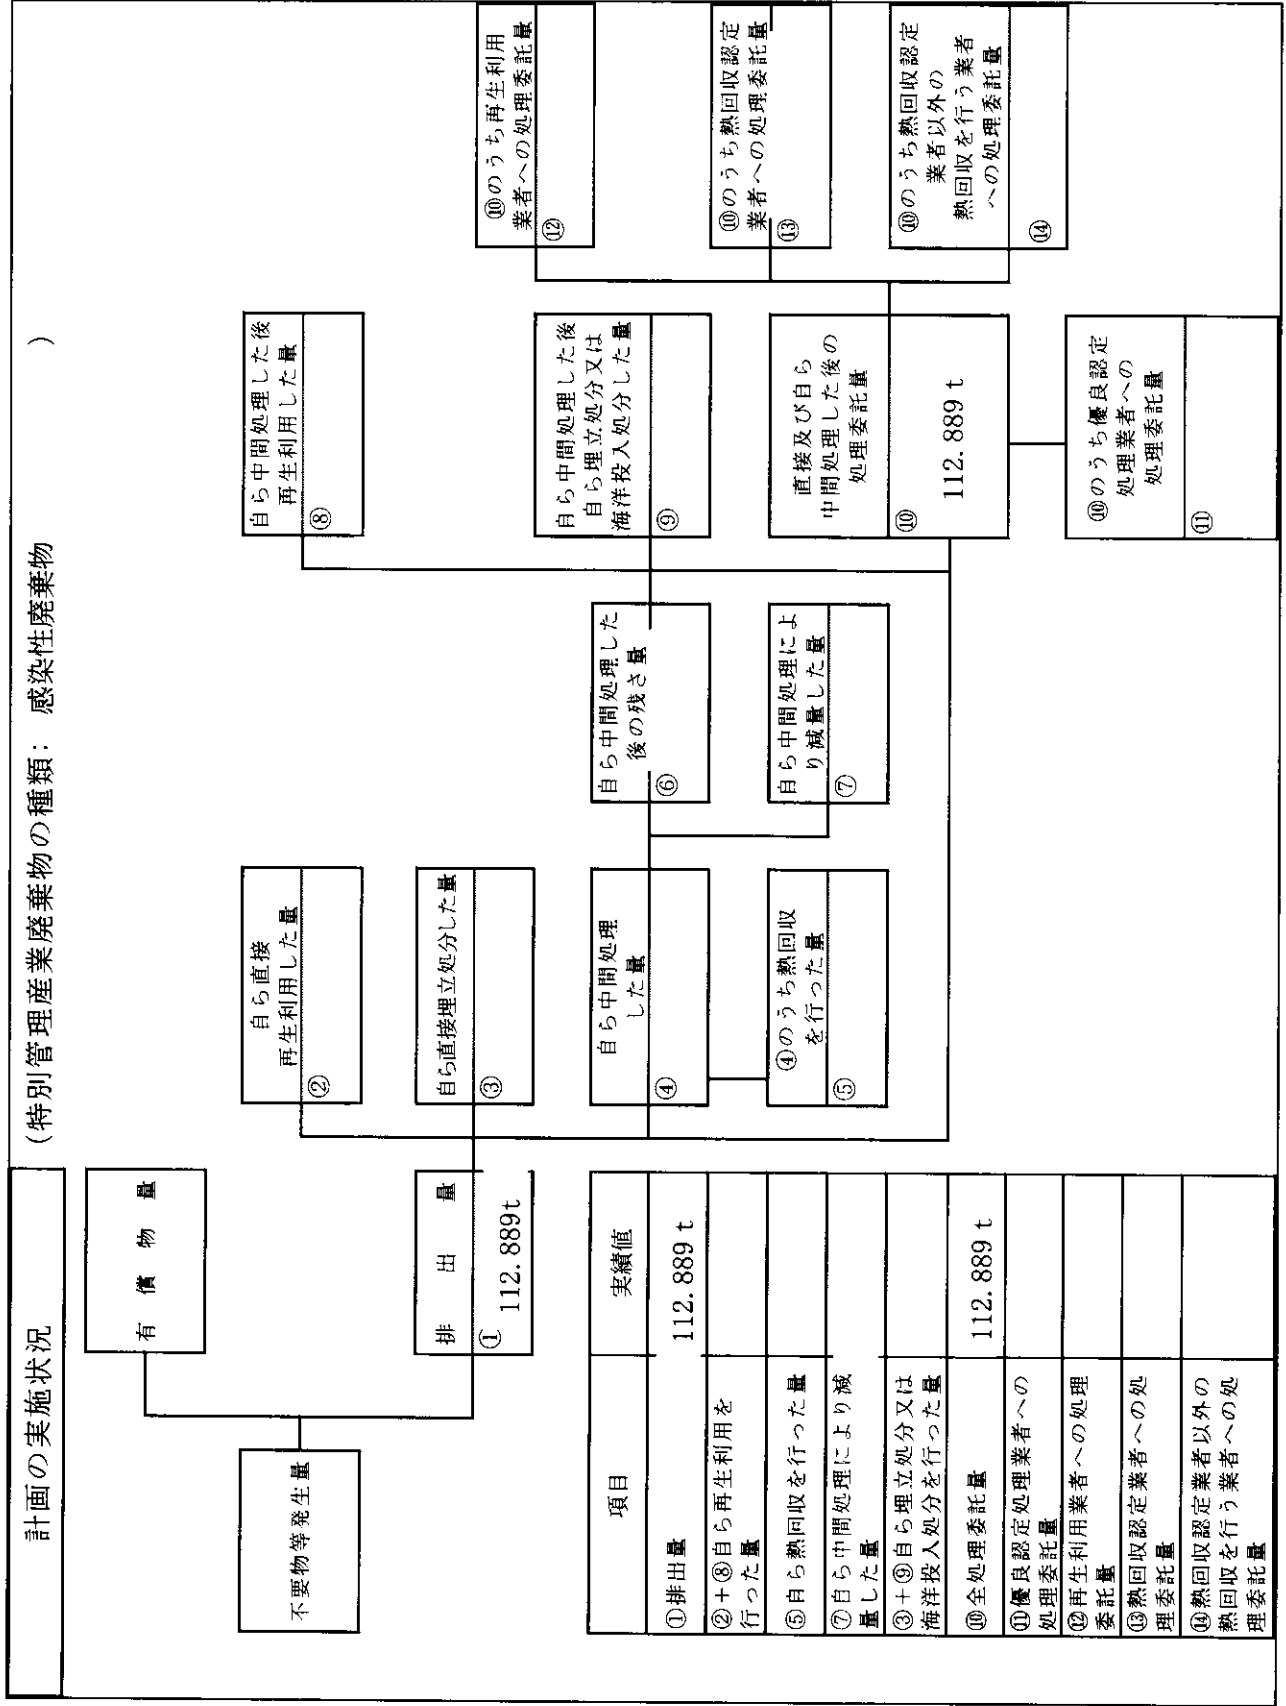 計画の実施状況
(特別管理産業廃棄物の種類: 感染性廃棄物 )
不要物等発生量
有 償 物 量
排 出 量
① 112.889t
自ら直接
再生利用した量
②
自ら直接埋立処分した量
③
自ら中間処理
した量
④
④のうち熱回収
を行った量
⑤
自ら中間処理した
後の残さ量
⑥
自ら中間処理によ
り減量した量
⑦
自ら中間処理した後
再生利用した量
⑧
自ら中間処理した後
自ら埋立処分又は
海洋投入処分した量
⑨
直接及び自ら
中間処理した後の
処理委託量
⑩ 112.889 t
⑩のうち優良認定
処理業者への
処理委託量
⑪
⑩のうち再生利用
業者への処理委託量
⑫
⑩のうち熱回収認定
業者への処理委託量
⑬
⑩のうち熱回収認定
業者以外の
熱回収を行う業者
への処理委託量
⑭
項目 実績値
①排出量 112.889 t
②+⑧自ら再生利用を
行った量
⑤自ら熱回収を行った量
⑦自ら中間処理により減
量した量
③+⑨自ら埋立処分又は
海洋投入処分を行った量
⑩全処理委託量 112.889 t
⑪優良認定処理業者への
処理委託量
⑫再生利用業者への処理
委託量
⑬熱回収認定業者への処
理委託量
⑭熱回収認定業者以外の
熱回収を行う業者への処
理委託量